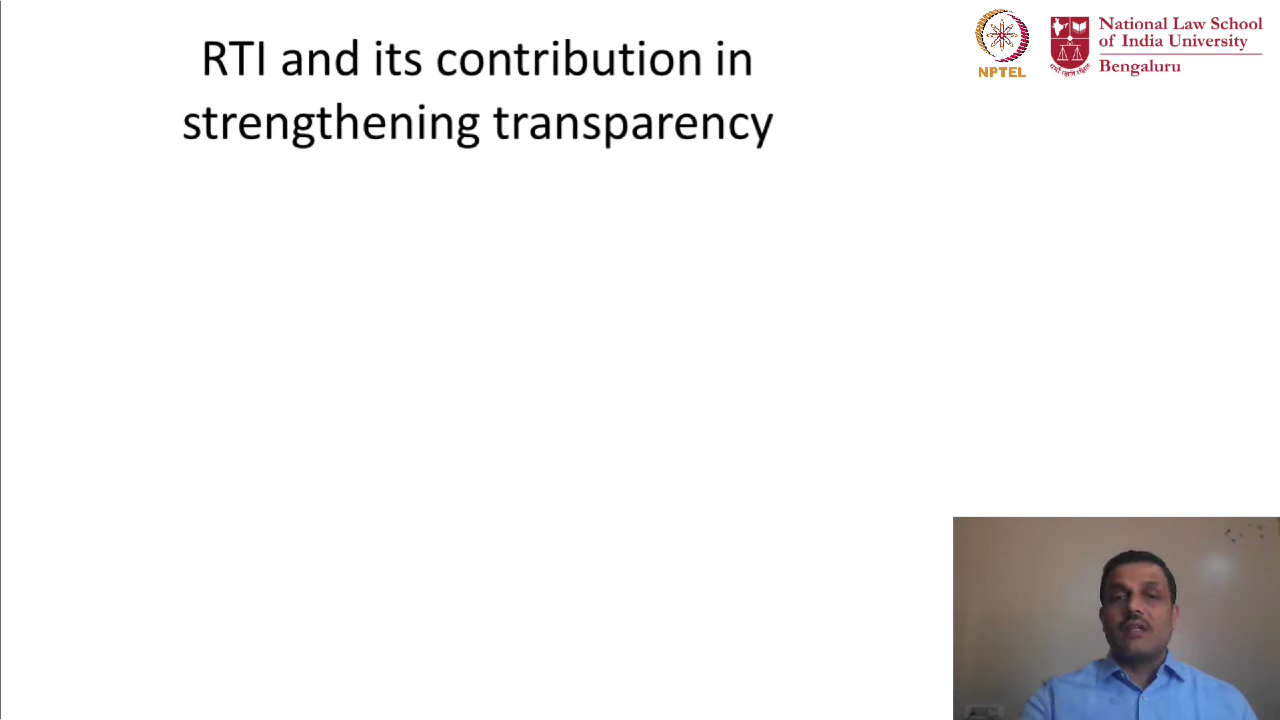 RTI and its contribution in
strengthening transparency
NPTEL
National Law School
of India University
Bengaluru